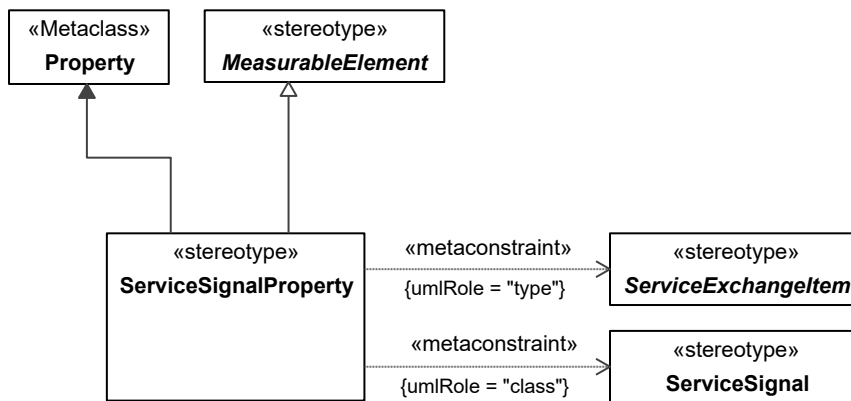 «Metaclass»
Property
«stereotype»
MeasurableElement
«stereotype»
ServiceSignalProperty
«metaconstraint»
{umlRole = "type"}
«stereotype»
ServiceExchangeItem
«metaconstraint»
{umlRole = "class"}
«stereotype»
ServiceSignal